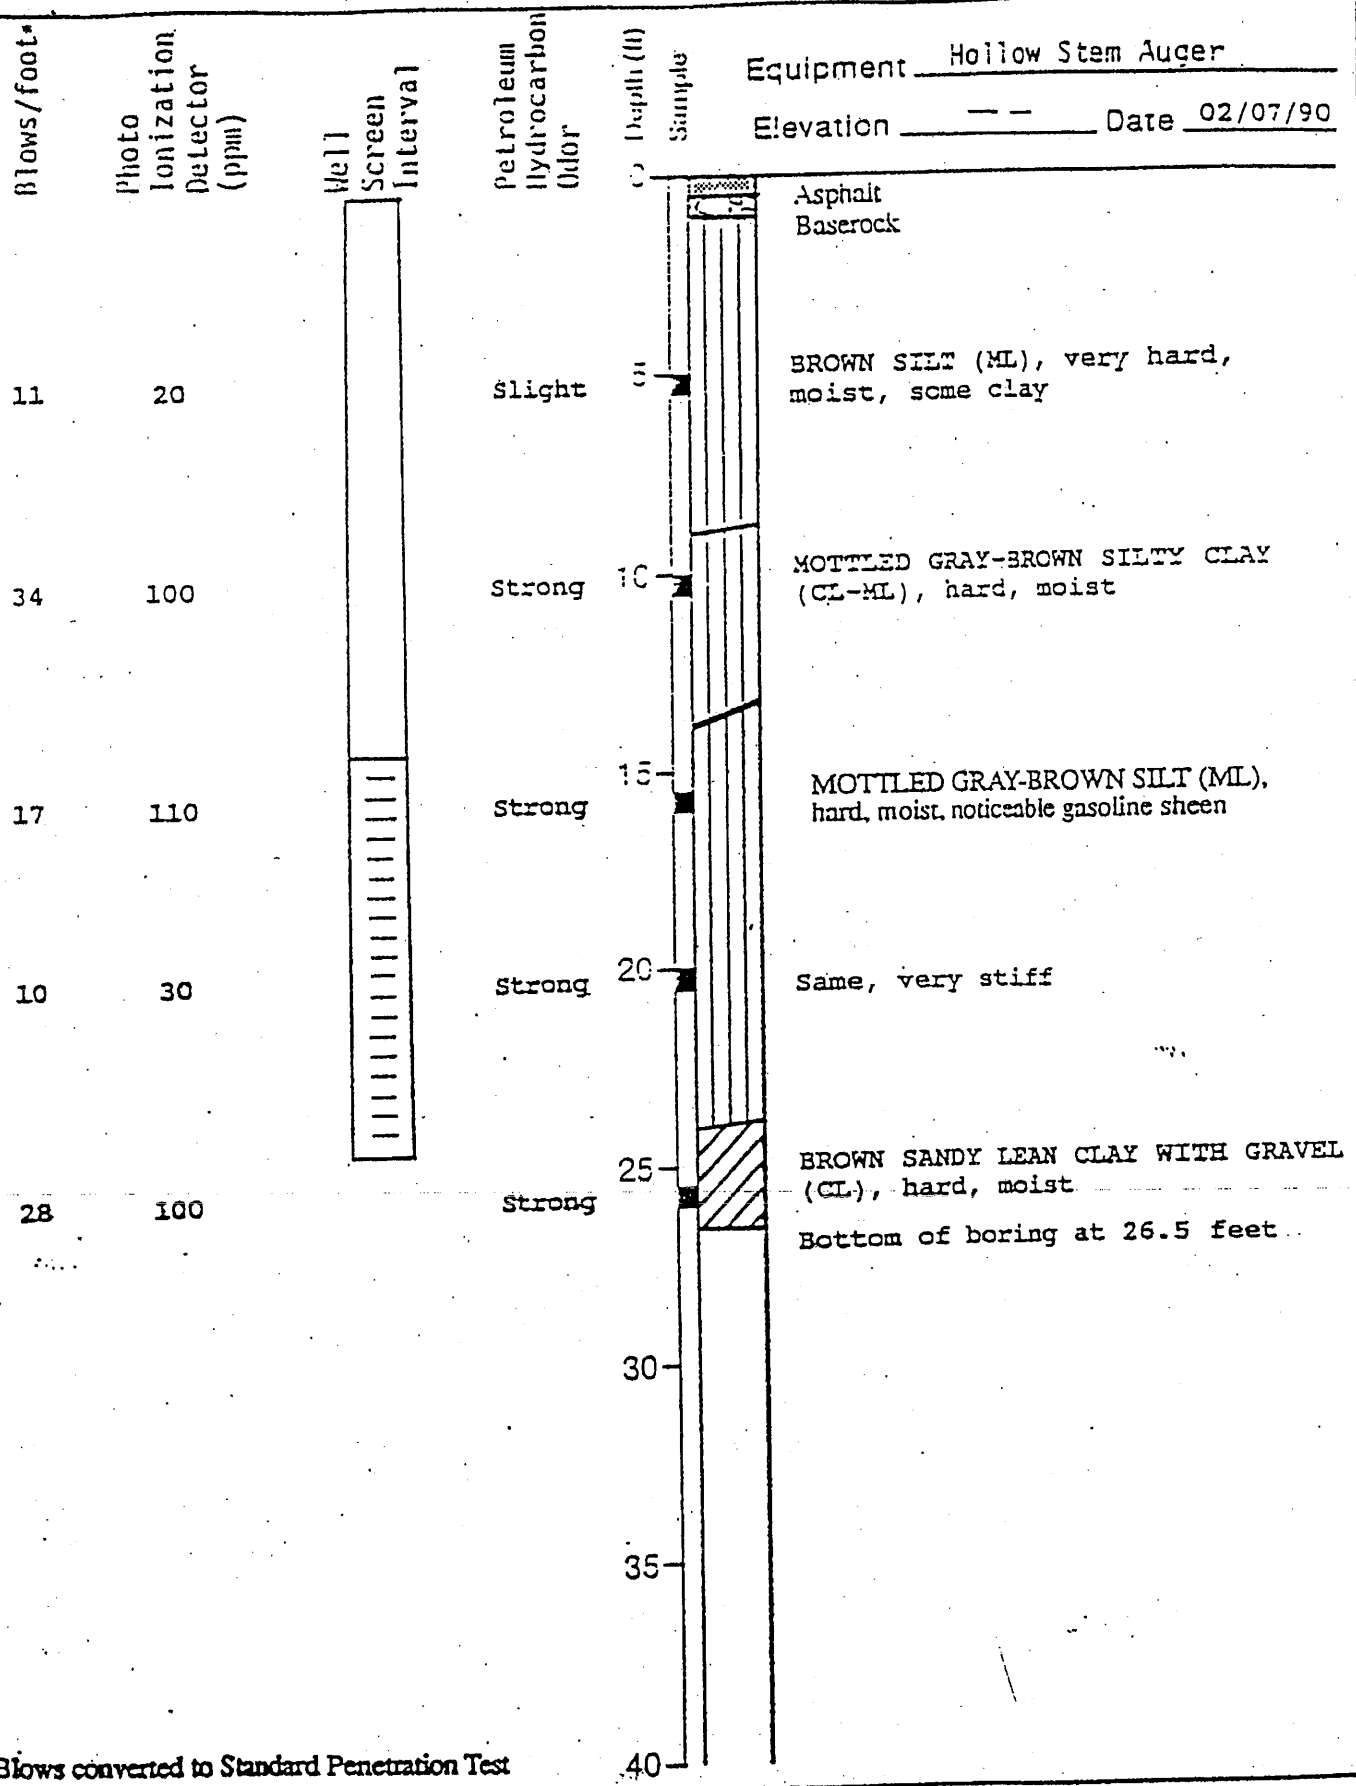 Blows/foot*
Photo
Ionization
Detector
(ppm)
Well
Screen
Interval
Petroleum
Hydrocarbon
Odor
Depth (ft)
Sample
Equipment Hollow Stem Auger
Elevation -- Date 02/07/90
0
Asphalt
Baserock
11 20 Slight 5 BROWN SILT (ML), very hard,
moist, some clay
34 100 Strong 10 MOTTLED GRAY-BROWN SILTY CLAY
(CL-ML), hard, moist
15 MOTTLED GRAY-BROWN SILT (ML),
17 110 Strong hard, moist, noticeable gasoline sheen
10 30 Strong 20 Same, very stiff
25 BROWN SANDY LEAN CLAY WITH GRAVEL
28 100 Strong (CL), hard, moist
Bottom of boring at 26.5 feet
30
35
40
Blows converted to Standard Penetration Test